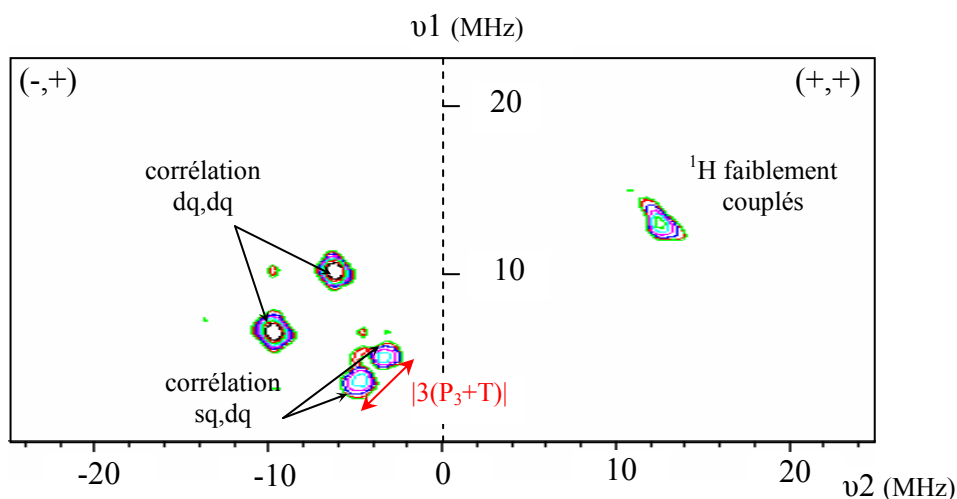 υ1 (MHz)
(-,+)
(+,+)
20
corrélation
dq,dq
¹H faiblement
couplés
10
corrélation
sq,dq
|3(P₃+T)|
-20
-10
0
10
20
υ2 (MHz)